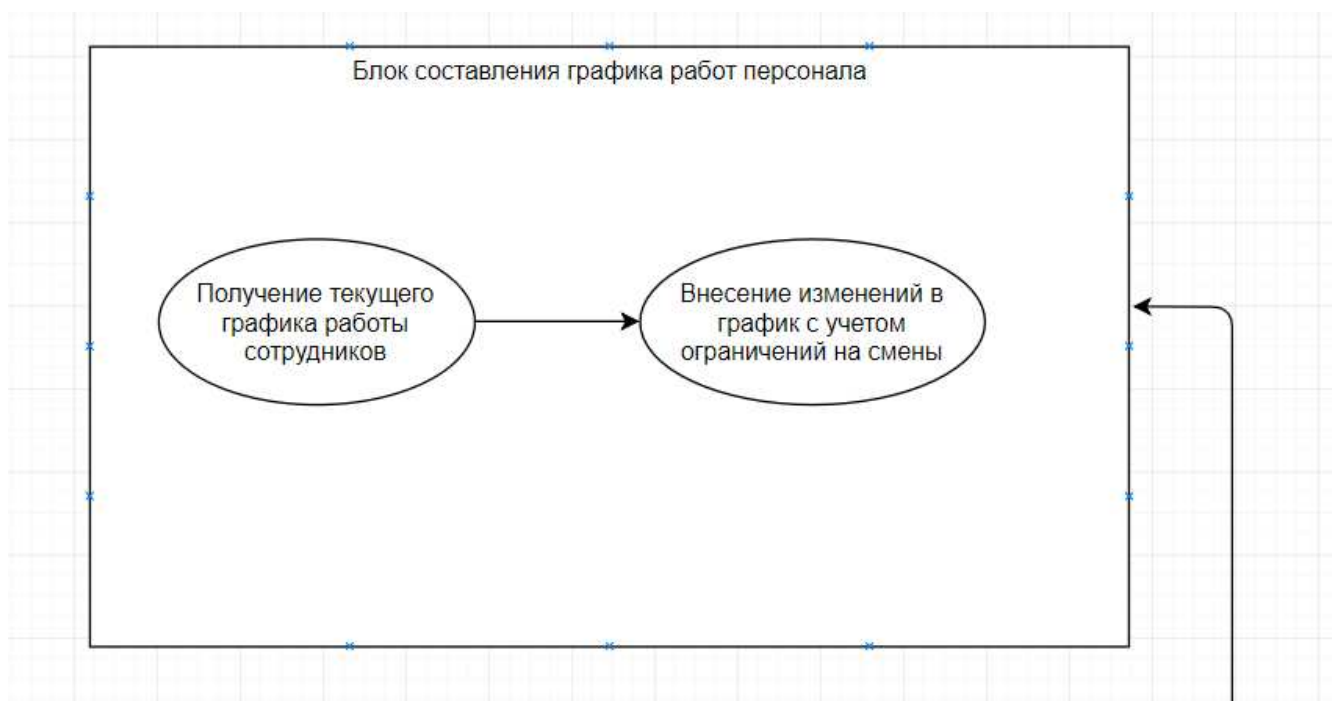 Блок составления графика работ персонала
Получение текущего
графика работы
сотрудников
Внесение изменений в
график с учетом
ограничений на смены